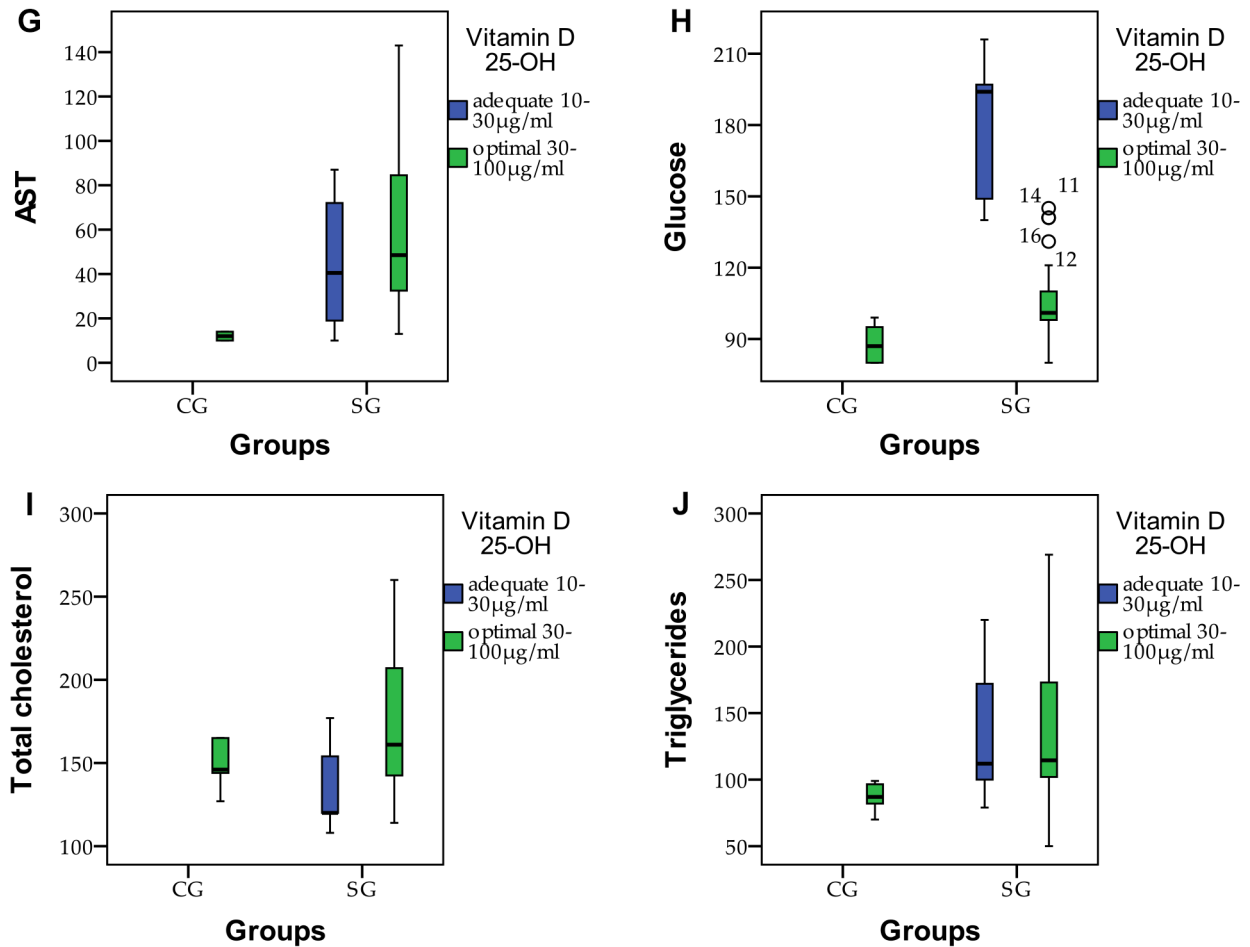 G
AST
140
120
100
80
60
40
20
0
CG
SG
Groups
Vitamin D
25-OH
adequate 10-
30µg/ml
optimal 30-
100µg/ml
H
Glucose
210
180
150
120
90
14
11
16
12
CG
SG
Groups
Vitamin D
25-OH
adequate 10-
30µg/ml
optimal 30-
100µg/ml
I
Total cholesterol
300
250
200
150
100
CG
SG
Groups
Vitamin D
25-OH
adequate 10-
30µg/ml
optimal 30-
100µg/ml
J
Triglycerides
300
250
200
150
100
50
CG
SG
Groups
Vitamin D
25-OH
adequate 10-
30µg/ml
optimal 30-
100µg/ml